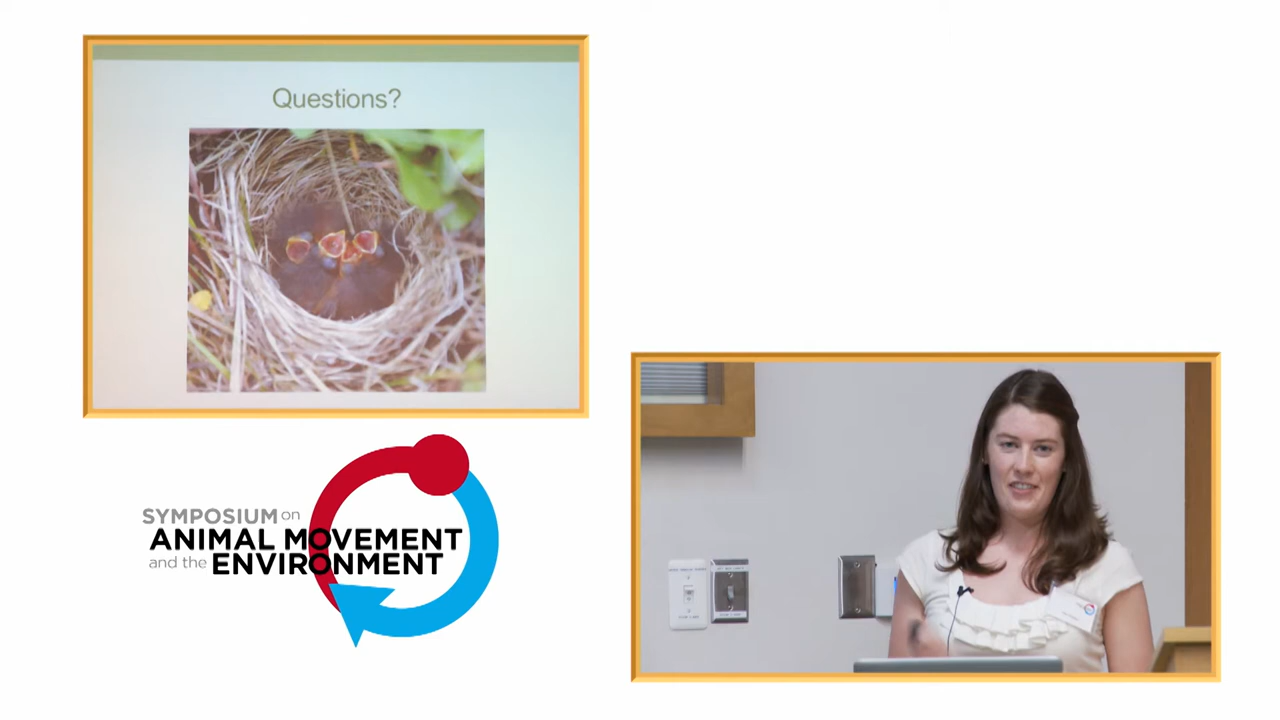 Questions?
SYMPOSIUM on
ANIMAL MOVEMENT
and the ENVIRONMENT